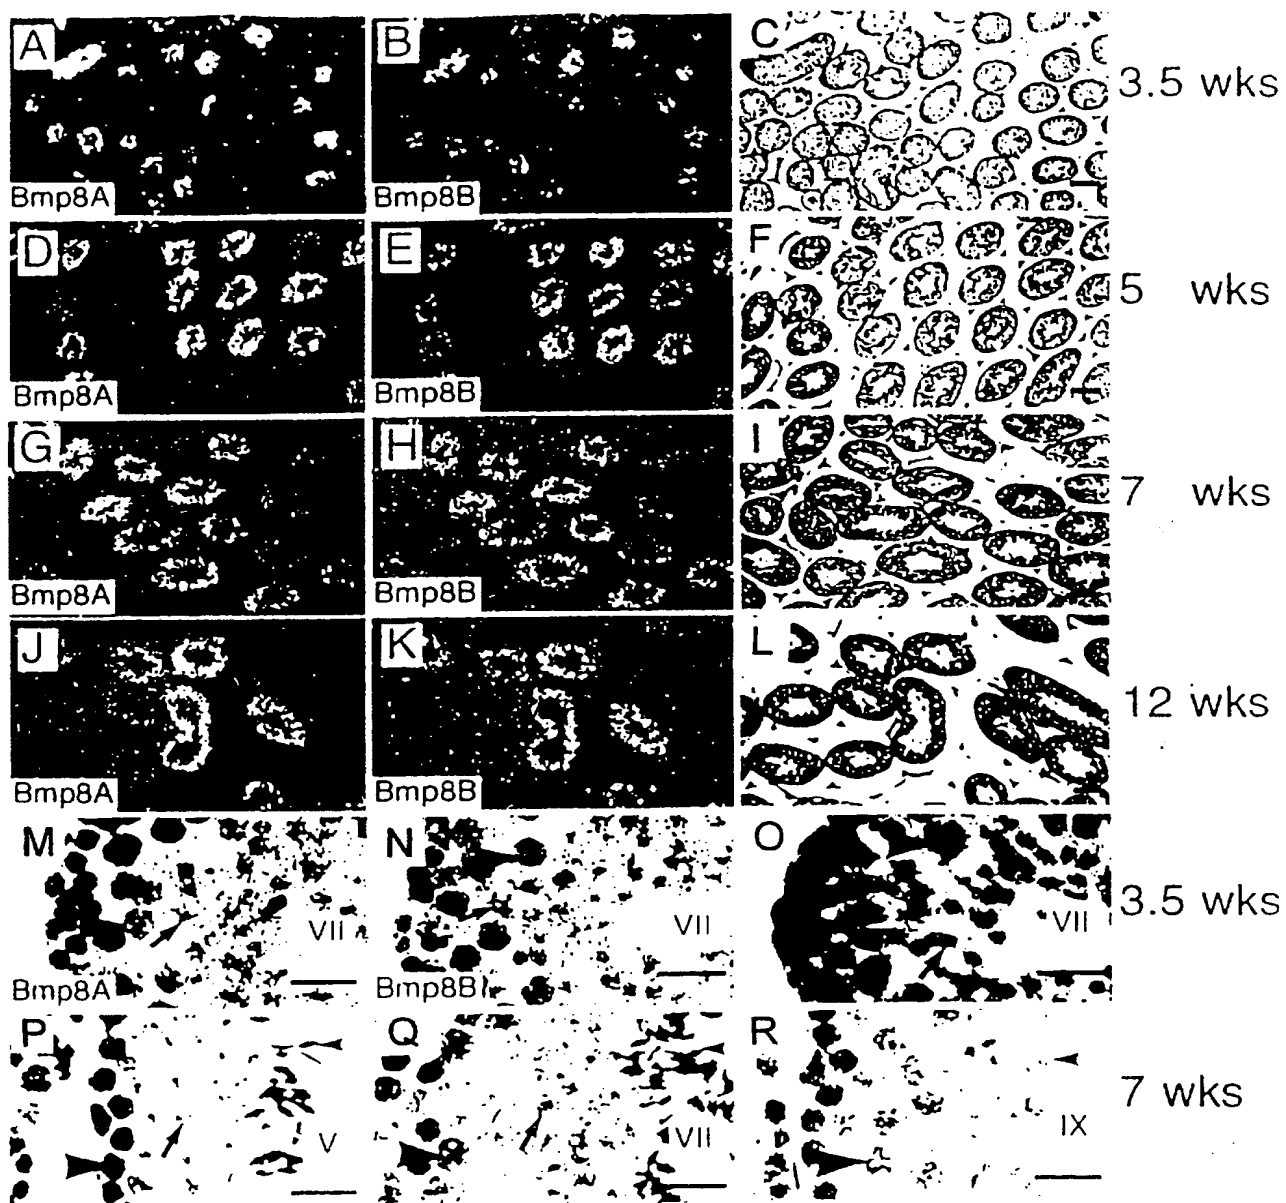 A B C 3.5 wks
Bmp8A Bmp8B
D E F 5 wks
Bmp8A Bmp8B
G H I 7 wks
Bmp8A Bmp8B
J K L 12 wks
Bmp8A Bmp8B
M N O 3.5 wks
VII VII VII
Bmp8A Bmp8B
P Q R 7 wks
V VII IX